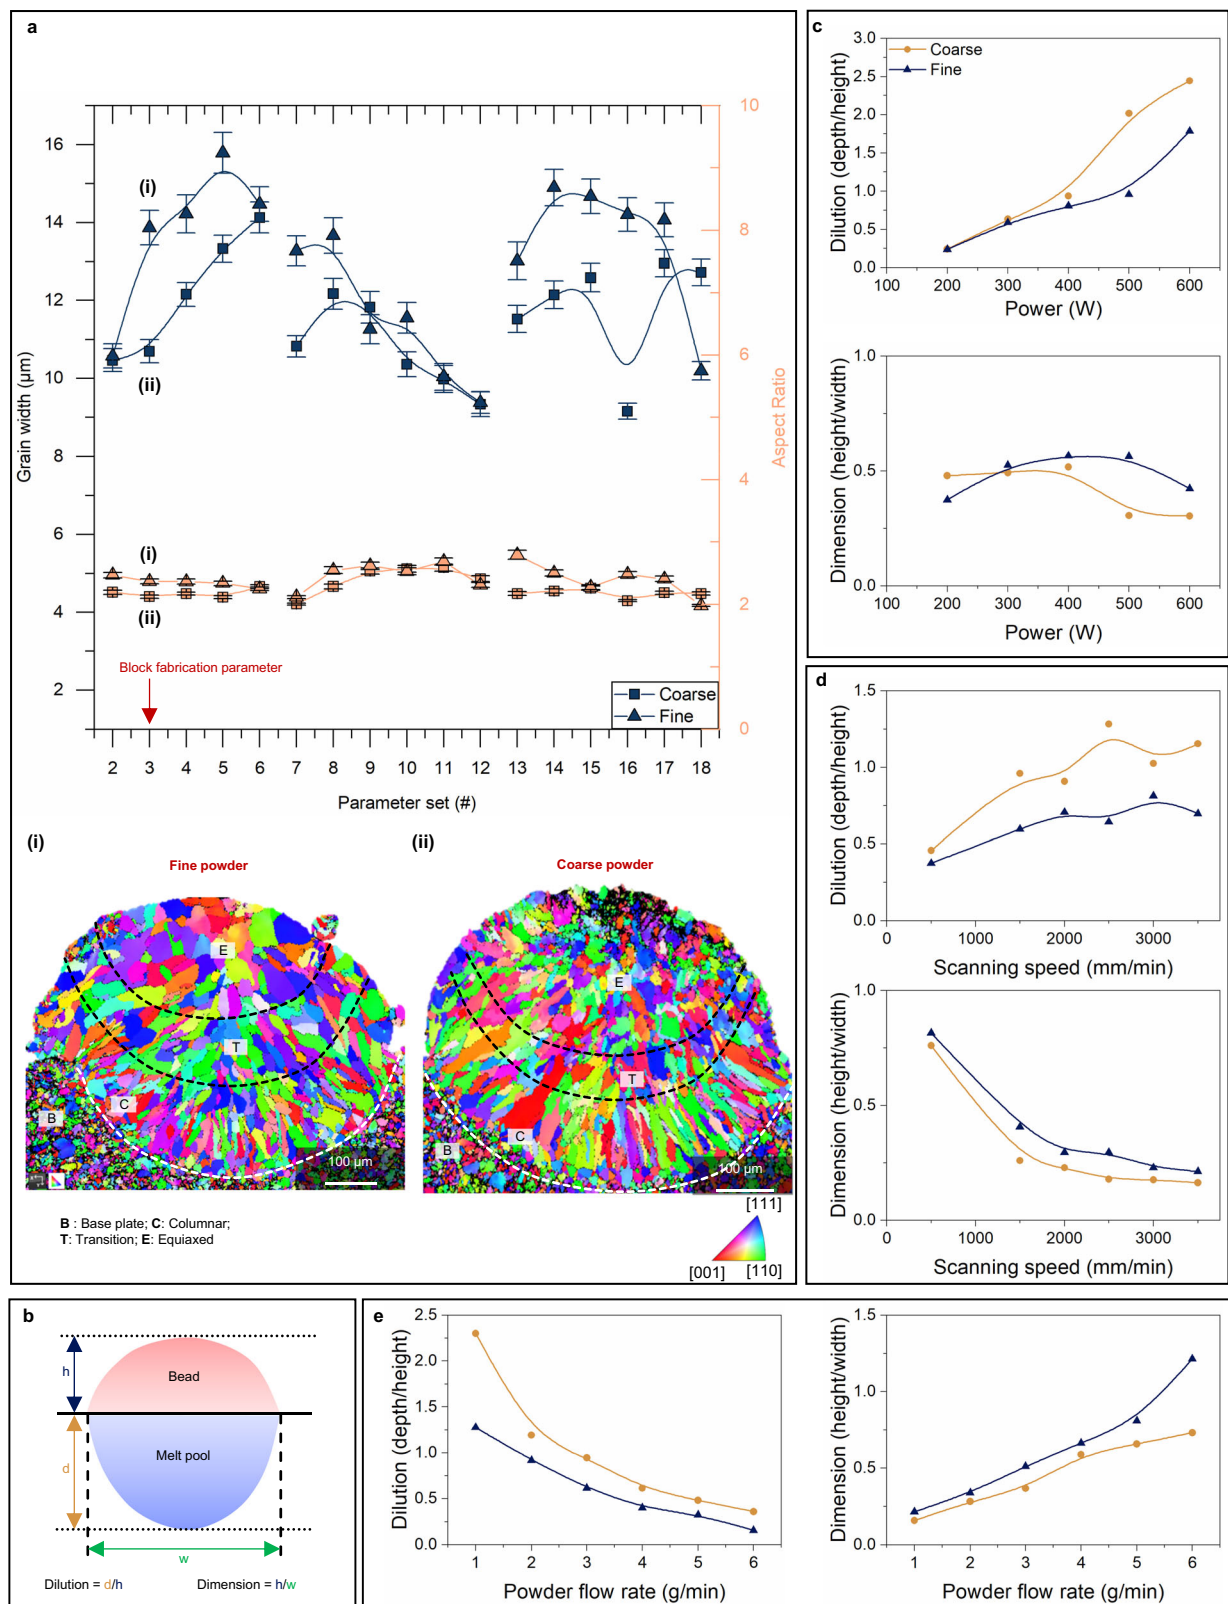 a
16
14
12
10
8
6
4
2
Grain width (µm)
10
8
6
4
2
0
Aspect Ratio
(i)
(ii)
(i)
(ii)
Block fabrication parameter
Coarse
Fine
2 3 4 5 6 7 8 9 10 11 12 13 14 15 16 17 18
Parameter set (#)
(i)
Fine powder
E
T
C
B
100 µm
(ii)
Coarse powder
E
T
C
B
100 µm
B : Base plate; C: Columnar;
T: Transition; E: Equiaxed
[111]
[001] [110]
b
h
Bead
Melt pool
d
w
Dilution = d/h Dimension = h/w
c
3.0
2.5
2.0
1.5
1.0
0.5
0.0
Dilution (depth/height)
Coarse
Fine
100 200 300 400 500 600
Power (W)
1.0
0.5
0.0
Dimension (height/width)
100 200 300 400 500 600
Power (W)
d
1.5
1.0
0.5
0.0
Dilution (depth/height)
0 1000 2000 3000
Scanning speed (mm/min)
1.0
0.5
0.0
Dimension (height/width)
0 1000 2000 3000
Scanning speed (mm/min)
e
2.5
2.0
1.5
1.0
0.5
0.0
Dilution (depth/height)
1 2 3 4 5 6
Powder flow rate (g/min)
1.5
1.0
0.5
0.0
Dimension (height/width)
1 2 3 4 5 6
Powder flow rate (g/min)